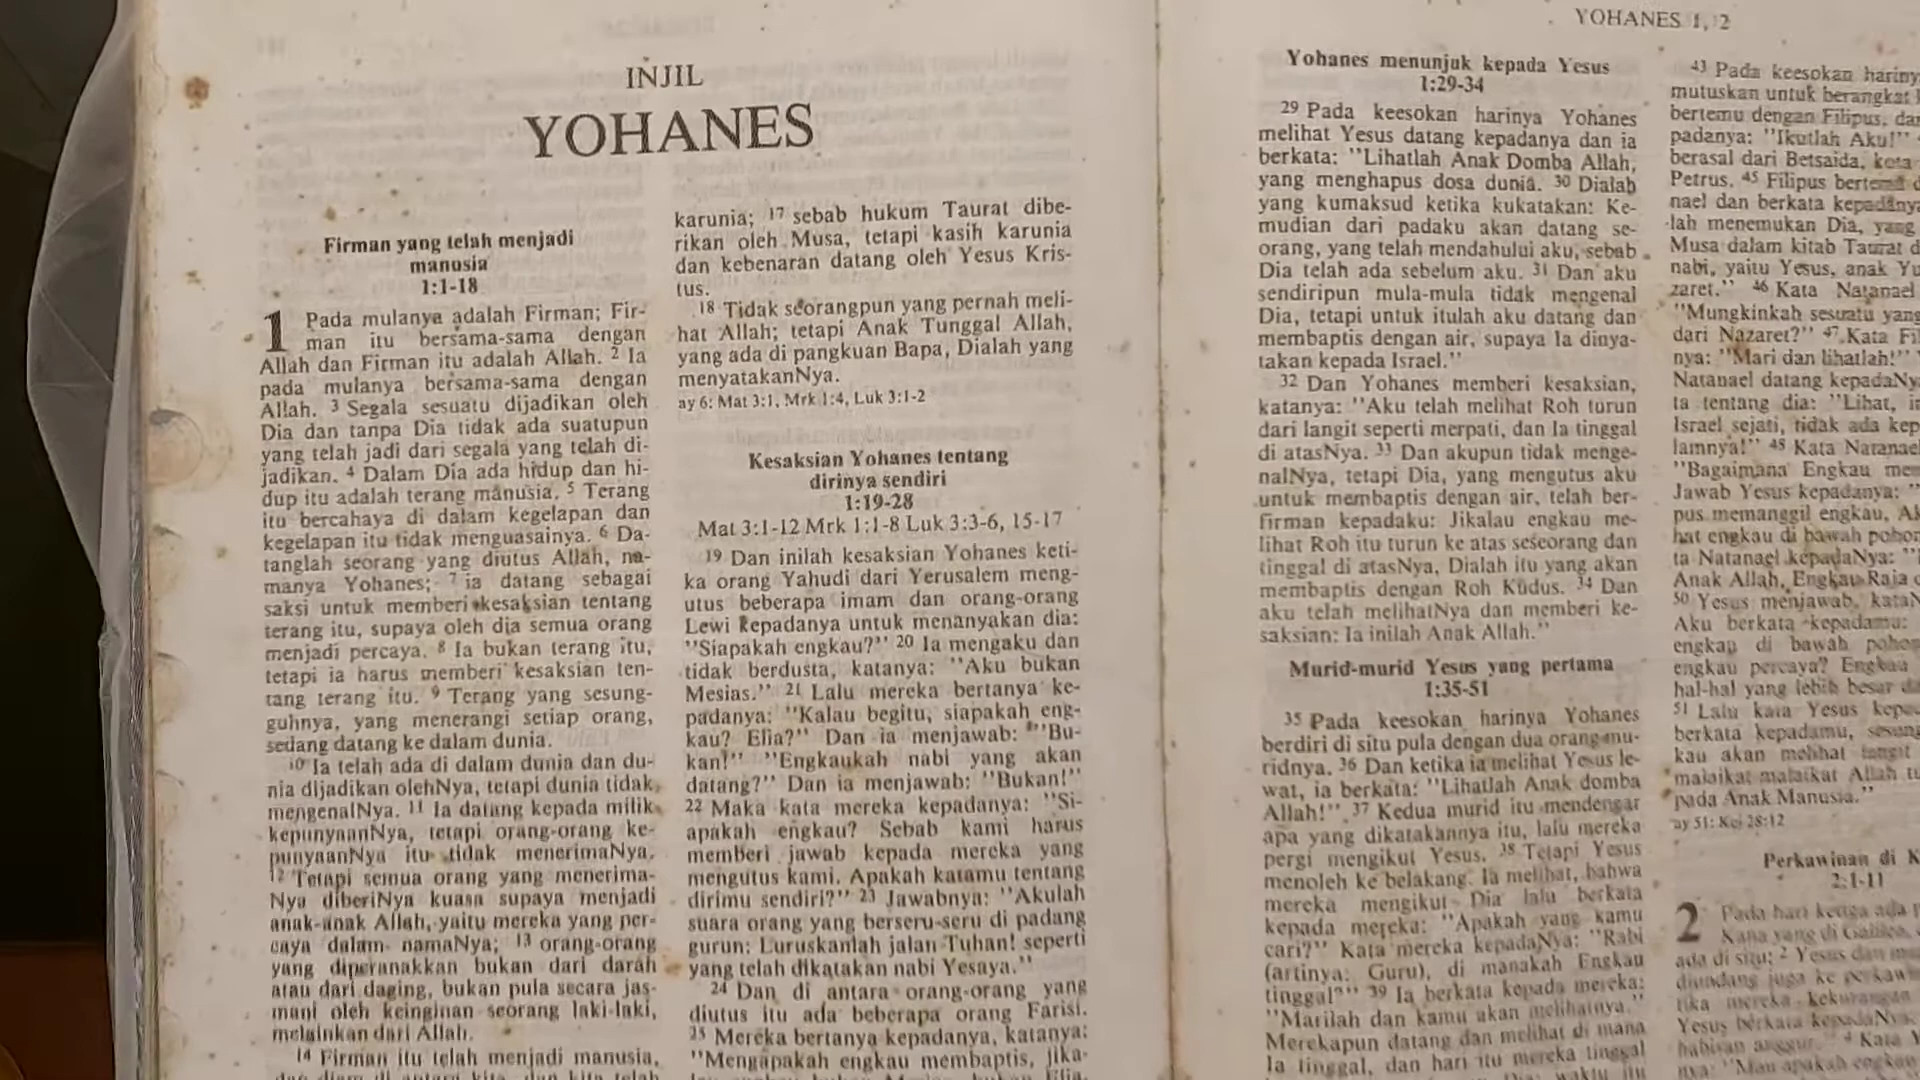 INJIL
YOHANES
Firman yang telah menjadi
manusia
1:1-18
1 Pada mulanya adalah Firman; Fir-
man itu bersama-sama dengan
Allah dan Firman itu adalah Allah. 2 Ia
pada mulanya bersama-sama dengan
Allah. 3 Segala sesuatu dijadikan oleh
Dia dan tanpa Dia tidak ada suatupun
yang telah jadi dari segala yang telah di-
jadikan. 4 Dalam Dia ada hidup dan hi-
dup itu adalah terang manusia. 5 Terang
itu bercahaya di dalam kegelapan dan
kegelapan itu tidak menguasainya. 6 Da-
tanglah seorang yang diutus Allah, na-
manya Yohanes; 7 ia datang sebagai
saksi untuk memberi kesaksian tentang
terang itu, supaya oleh dia semua orang
menjadi percaya. 8 Ia bukan terang itu,
tetapi ia harus memberi kesaksian ten-
tang terang itu. 9 Terang yang sesung-
guhnya, yang menerangi setiap orang,
sedang datang ke dalam dunia.
10 Ia telah ada di dalam dunia dan du-
nia dijadikan olehNya, tetapi dunia tidak
mengenalNya. 11 Ia datang kepada milik
kepunyaanNya, tetapi orang-orang ke-
punyaanNya itu tidak menerimaNya.
12 Tetapi semua orang yang menerima-
Nya diberiNya kuasa supaya menjadi
anak-anak Allah, yaitu mereka yang per-
caya dalam namaNya; 13 orang-orang
yang diperanakkan bukan dari darah
atau dari daging, bukan pula secara jas-
mani oleh keinginan seorang laki-laki,
melainkan dari Allah.
14 Firman itu telah menjadi manusia,
karunia; 17 sebab hukum Taurat dibe-
rikan oleh Musa, tetapi kasih karunia
dan kebenaran datang oleh Yesus Kris-
tus.
18 Tidak seorangpun yang pernah meli-
hat Allah; tetapi Anak Tunggal Allah,
yang ada di pangkuan Bapa, Dialah yang
menyatakanNya.
ay 6: Mat 3:1, Mrk 1:4, Luk 3:1-2
Kesaksian Yohanes tentang
dirinya sendiri
1:19-28
Mat 3:1-12 Mrk 1:1-8 Luk 3:3-6, 15-17
19 Dan inilah kesaksian Yohanes keti-
ka orang Yahudi dari Yerusalem meng-
utus beberapa imam dan orang-orang
Lewi kepadanya untuk menanyakan dia:
"Siapakah engkau?" 20 Ia mengaku dan
tidak berdusta, katanya: "Aku bukan
Mesias." 21 Lalu mereka bertanya ke-
padanya: "Kalau begitu, siapakah eng-
kau? Elia?" Dan ia menjawab: "Bu-
kan!" "Engkaukah nabi yang akan
datang?" Dan ia menjawab: "Bukan!"
22 Maka kata mereka kepadanya: "Si-
apakah engkau? Sebab kami harus
memberi jawab kepada mereka yang
mengutus kami. Apakah katamu tentang
dirimu sendiri?" 23 Jawabnya: "Akulah
suara orang yang berseru-seru di padang
gurun: Luruskanlah jalan Tuhan! seperti
yang telah dikatakan nabi Yesaya."
24 Dan di antara orang-orang yang
diutus itu ada beberapa orang Farisi.
25 Mereka bertanya kepadanya, katanya:
"Mengapakah engkau membaptis, jika-
YOHANES 1, 2
Yohanes menunjuk kepada Yesus
1:29-34
29 Pada keesokan harinya Yohanes
melihat Yesus datang kepadanya dan ia
berkata: "Lihatlah Anak Domba Allah,
yang menghapus dosa dunia. 30 Dialah
yang kumaksud ketika kukatakan: Ke-
mudian dari padaku akan datang se-
orang, yang telah mendahului aku, sebab
Dia telah ada sebelum aku. 31 Dan aku
sendiripun mula-mula tidak mengenal
Dia, tetapi untuk itulah aku datang dan
membaptis dengan air, supaya Ia dinya-
takan kepada Israel."
32 Dan Yohanes memberi kesaksian,
katanya: "Aku telah melihat Roh turun
dari langit seperti merpati, dan Ia tinggal
di atasNya. 33 Dan akupun tidak menge-
nalNya, tetapi Dia, yang mengutus aku
untuk membaptis dengan air, telah ber-
firman kepadaku: Jikalau engkau me-
lihat Roh itu turun ke atas seseorang dan
tinggal di atasNya, Dialah itu yang akan
membaptis dengan Roh Kudus. 34 Dan
aku telah melihatNya dan memberi ke-
saksian: Ia inilah Anak Allah."
Murid-murid Yesus yang pertama
1:35-51
35 Pada keesokan harinya Yohanes
berdiri di situ pula dengan dua orang mu-
ridnya. 36 Dan ketika ia melihat Yesus le-
wat, ia berkata: "Lihatlah Anak domba
Allah!" 37 Kedua murid itu mendengar
apa yang dikatakannya itu, lalu mereka
pergi mengikut Yesus. 38 Tetapi Yesus
menoleh ke belakang. Ia melihat, bahwa
mereka mengikut Dia lalu berkata
kepada mereka: "Apakah yang kamu
cari?" Kata mereka kepadaNya: "Rabi
(artinya: Guru), di manakah Engkau
tinggal?" 39 Ia berkata kepada mereka:
"Marilah dan kamu akan melihatnya."
Merekapun datang dan melihat di mana
Ia tinggal, dan hari itu mereka tinggal
43 Pada keesokan hariny
mutuskan untuk berangkat
bertemu dengan Filipus, dan
padanya: "Ikutlah Aku!"
berasal dari Betsaida, kota
Petrus. 45 Filipus bertemu
nael dan berkata kepadanya
lah menemukan Dia, yang
Musa dalam kitab Taurat
nabi, yaitu Yesus, anak Yu
zaret." 46 Kata Natanael
"Mungkinkah sesuatu yang
dari Nazaret?" 47 Kata Fi
nya: "Mari dan lihatlah!"
Natanael datang kepadaNy
ta tentang dia: "Lihat,
Israel sejati, tidak ada kep
lamnya!" 48 Kata Natanael
"Bagaimana Engkau me
Jawab Yesus kepadanya:
pus memanggil engkau,
hat engkau di bawah pohon
ta Natanael kepadaNya:
Anak Allah, Engkau Raja
50 Yesus menjawab, kata
Aku berkata kepadamu:
engkau di bawah pohon
engkau percaya? Engkau
hal-hal yang lebih besar
51 Lalu kata Yesus kepa
berkata kepadamu, sesung
kau akan melihat langit
malaikat-malaikat Allah
pada Anak Manusia."
ay 51: Kej 28:12
Perkawinan di K
2:1-11
2 Pada hari ketiga ada
Kana yang di Galilea,
ada di situ; 2 Yesus dan
diundang juga ke perkaw
tika mereka kekurangan
Yesus berkata kepadaNya:
habisan anggur." 4 Kata